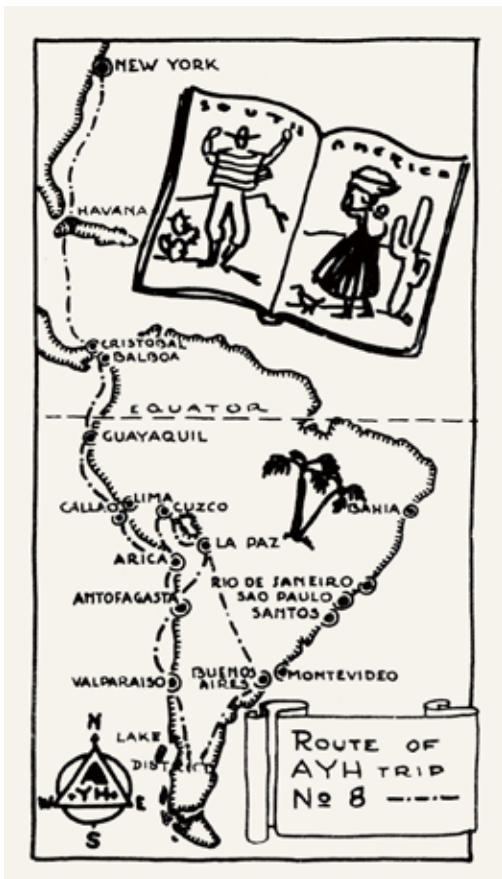 NEW YORK
SOUTH
AMERICA
HAVANA
CRISTOBAL
BALBOA
EQUATOR
GUAYAQUIL
LIMA
CALLAO
CUZCO
BAHIA
LA PAZ
ARICA
RIO DE JANEIRO
ANTOFAGASTA
SAO PAULO
SANTOS
VALPARAISO
BUENOS
AIRES
MONTEVIDEO
LAKE
DISTRICT
N
AYH
W
E
S
ROUTE OF
AYH TRIP
No 8